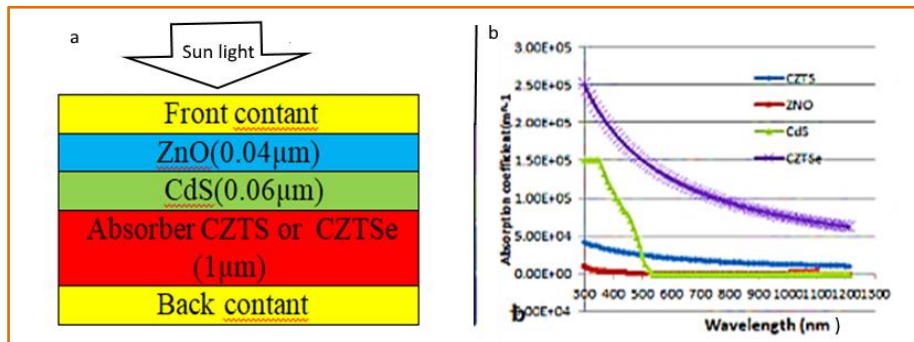 a
Sun light
Front contant
ZnO(0.04μm)
CdS(0.06μm)
Absorber CZTS or CZTSe
(1μm)
Back contant
b
3.00E+05
2.50E+05
2.00E+05
1.50E+05
1.00E+05
5.00E+04
0.00E+00
Absorption coefficient(m^-1
CZTS
ZNO
CdS
CZTSe
300 400 500 600 700 800 900 1000 1100 1200 1300
b
00E+04
Wavelength (nm )